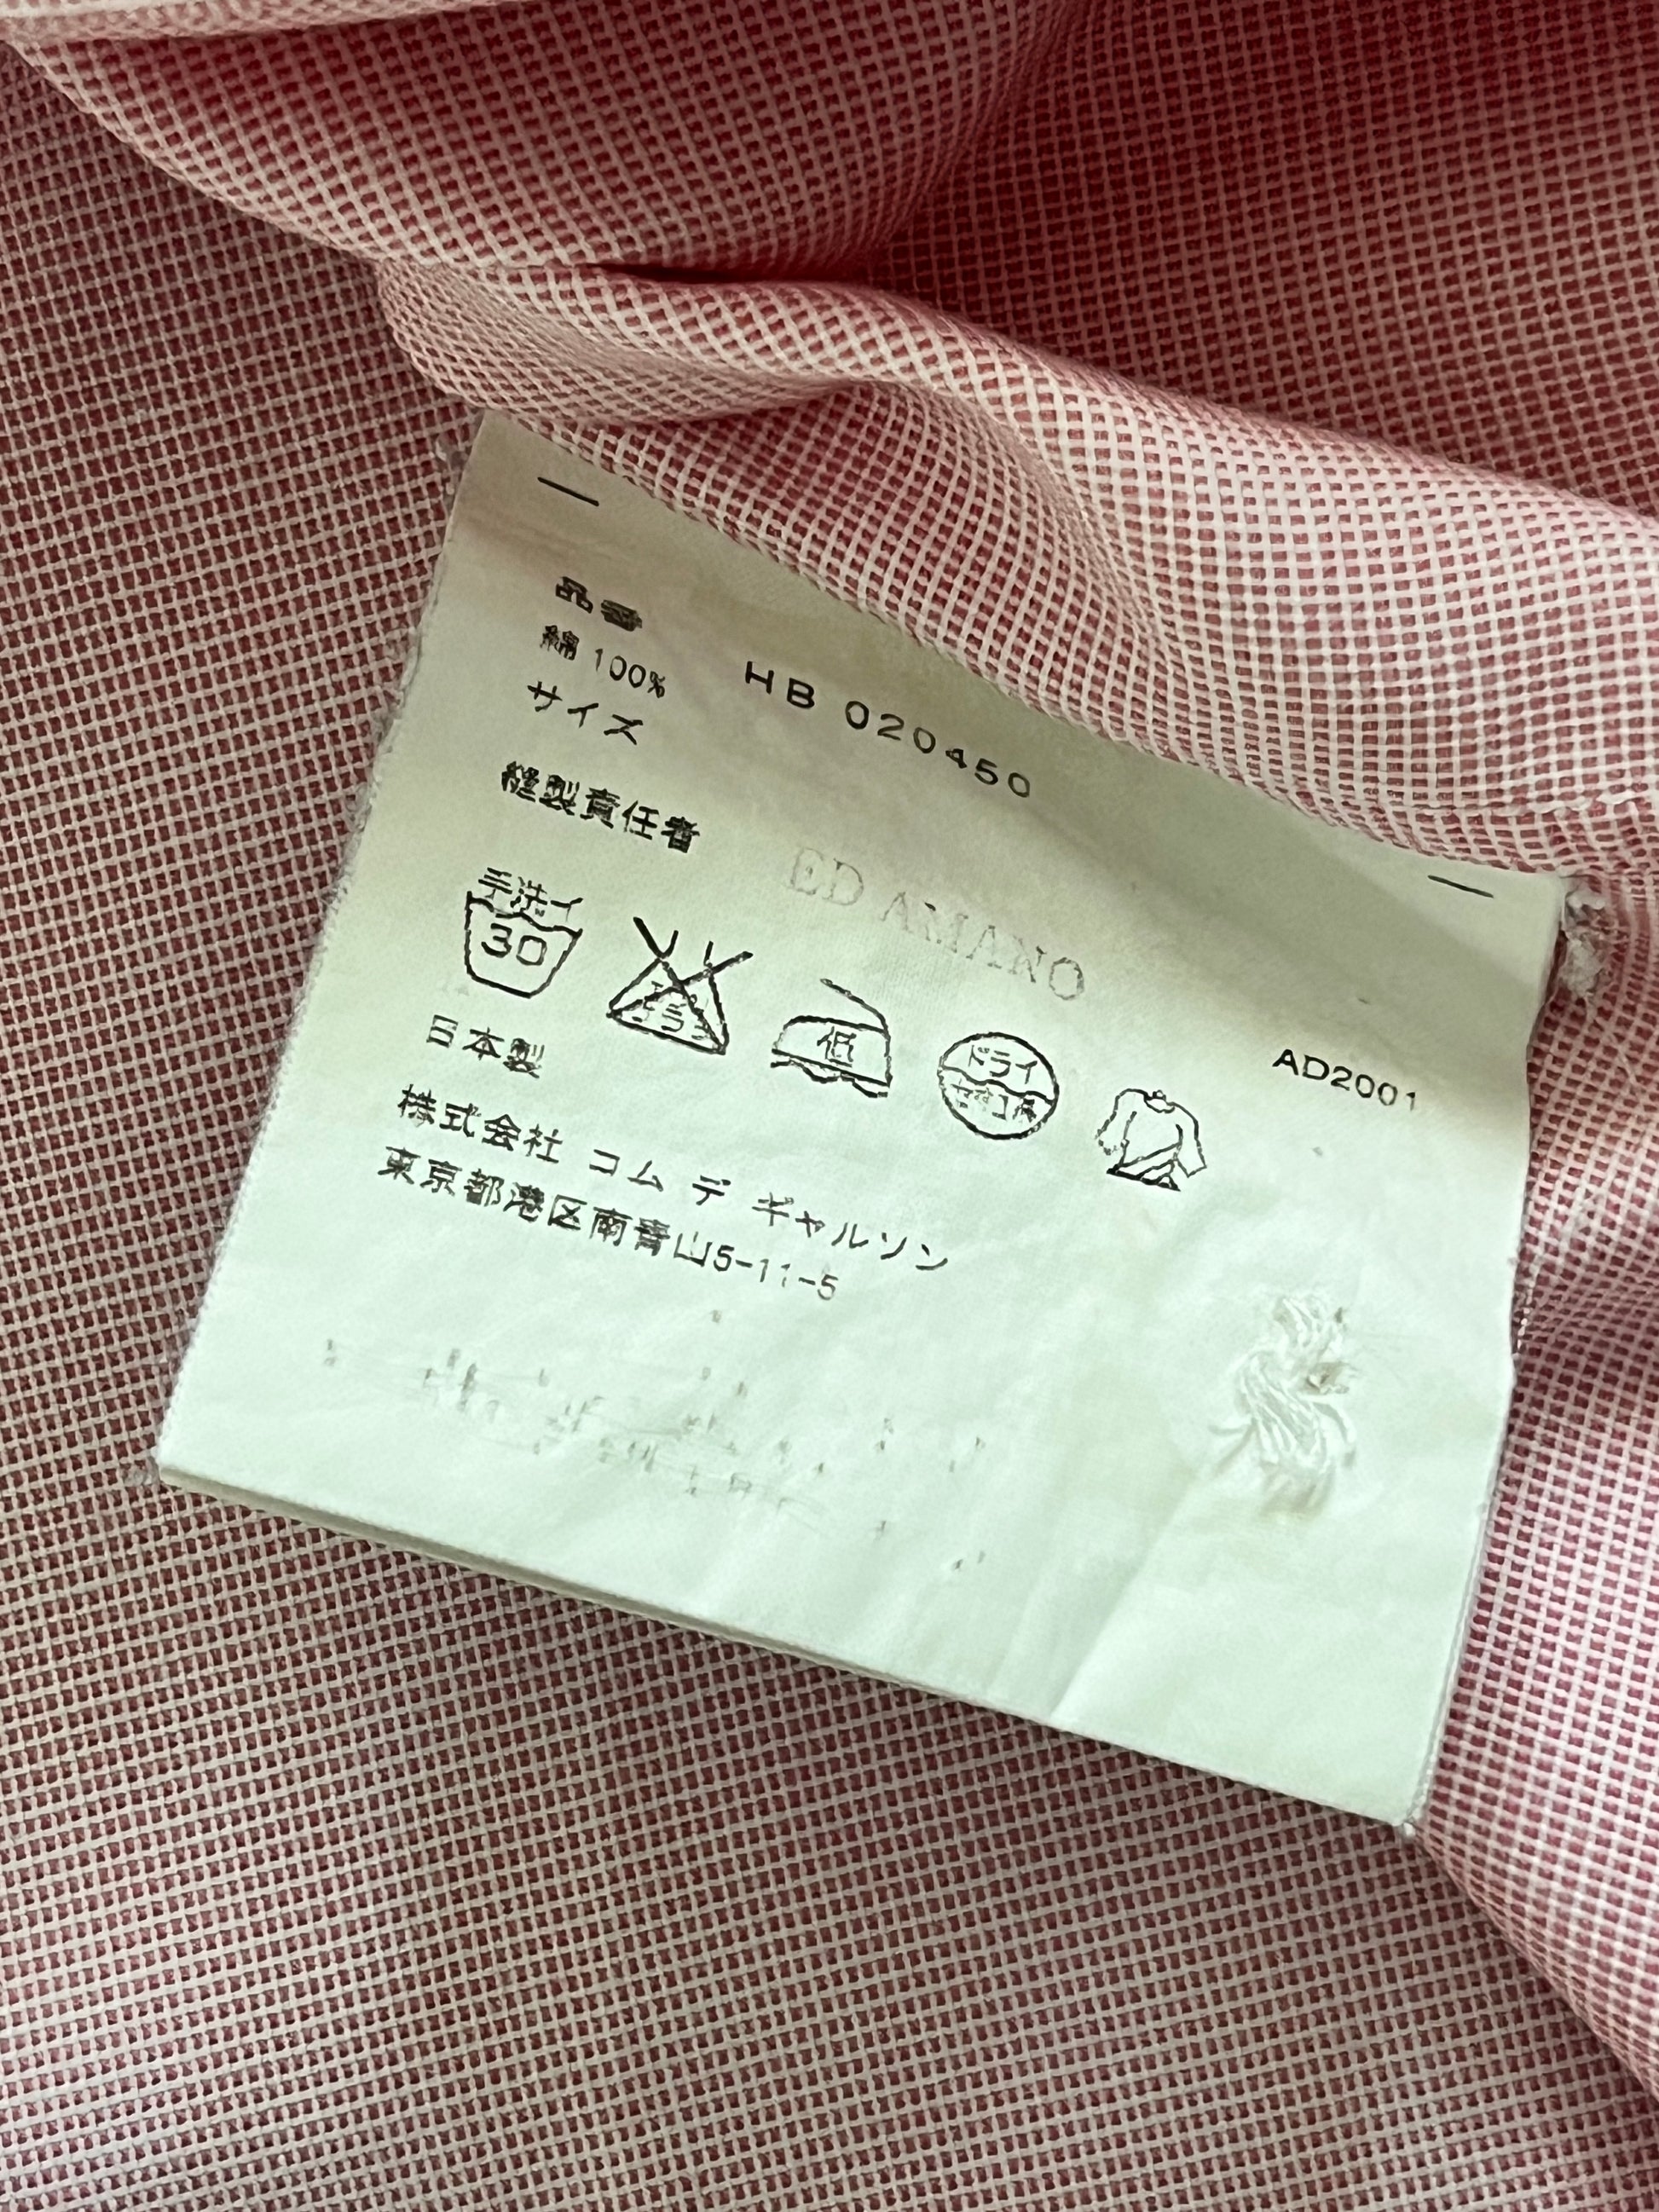 品番 HB 020450
綿 100%
サイズ
縫製責任者 ED AMANO
手洗イ
30
低
ドライ
日本製 AD2001
株式会社 コム デ ギャルソン
東京都港区南青山5-11-5